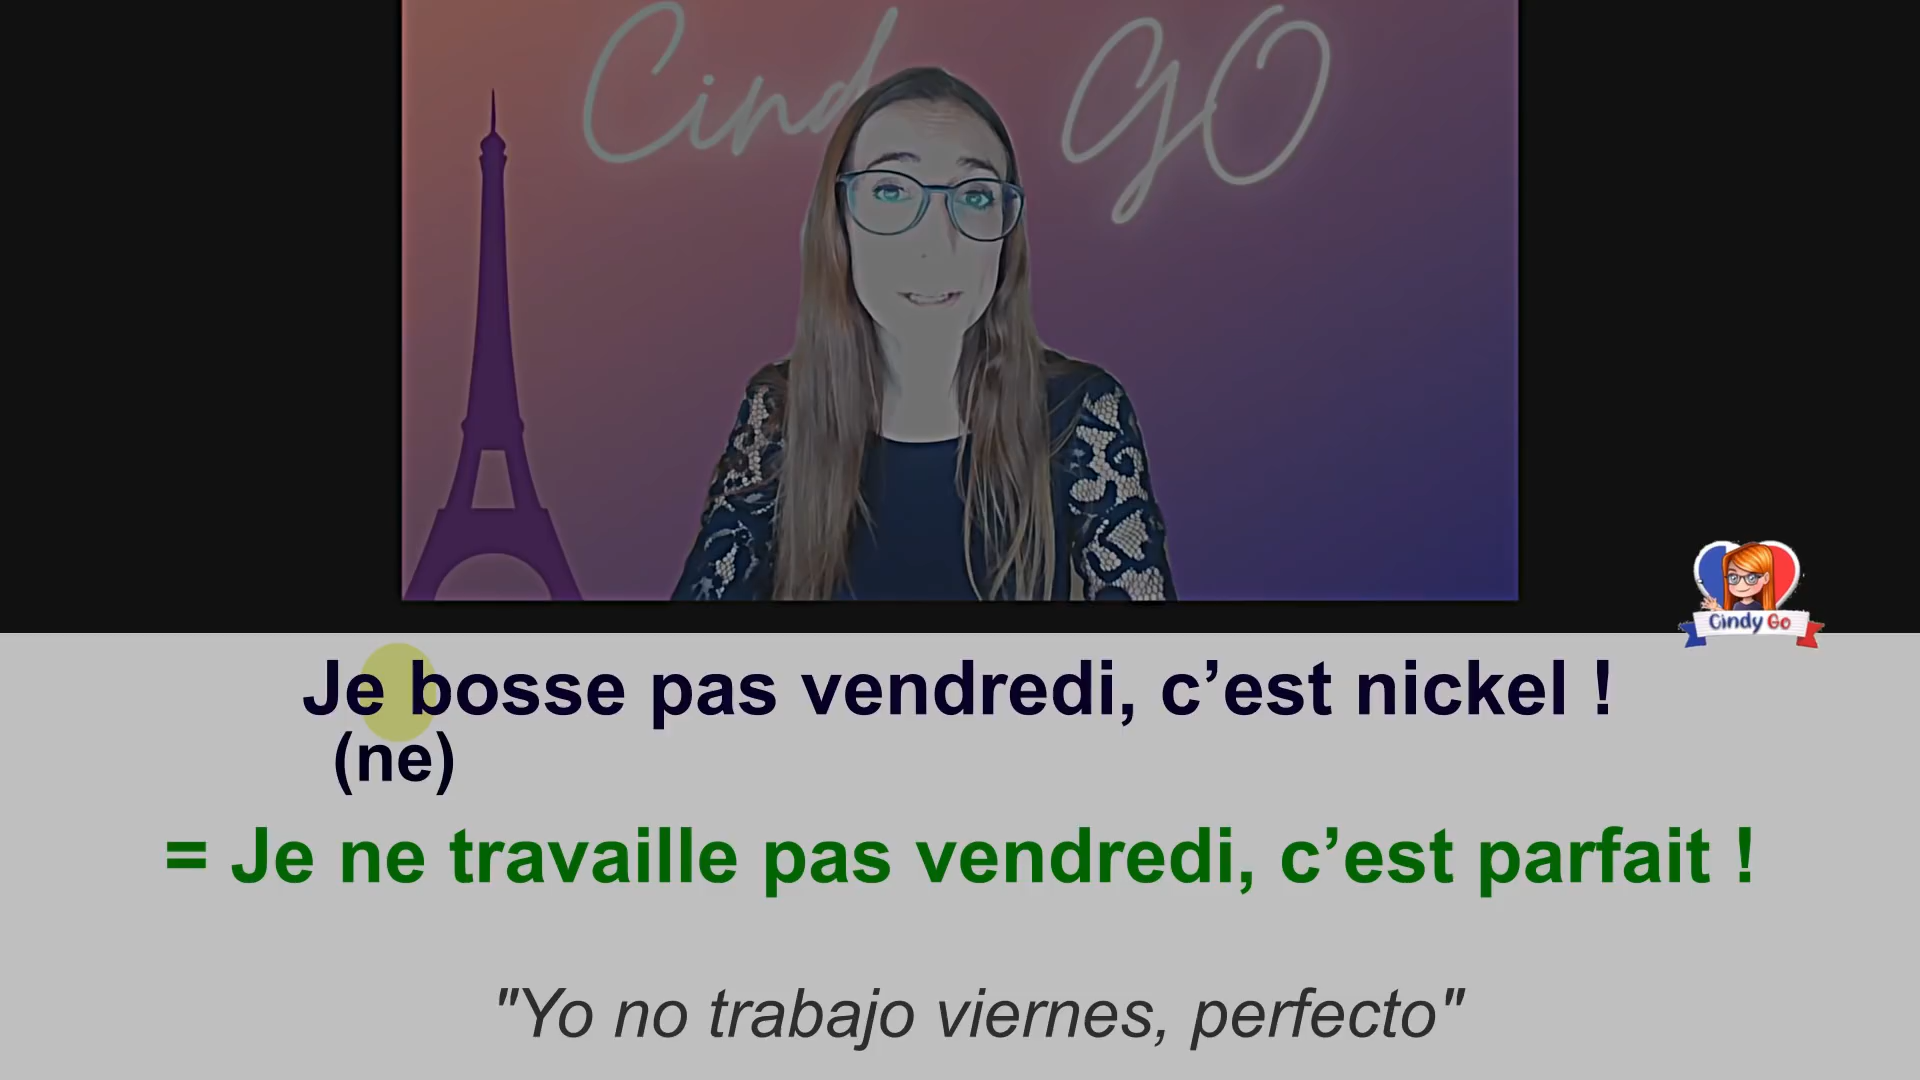 Cindy GO
Cindy Go
Je bosse pas vendredi, c’est nickel !
(ne)
= Je ne travaille pas vendredi, c’est parfait !
"Yo no trabajo viernes, perfecto"